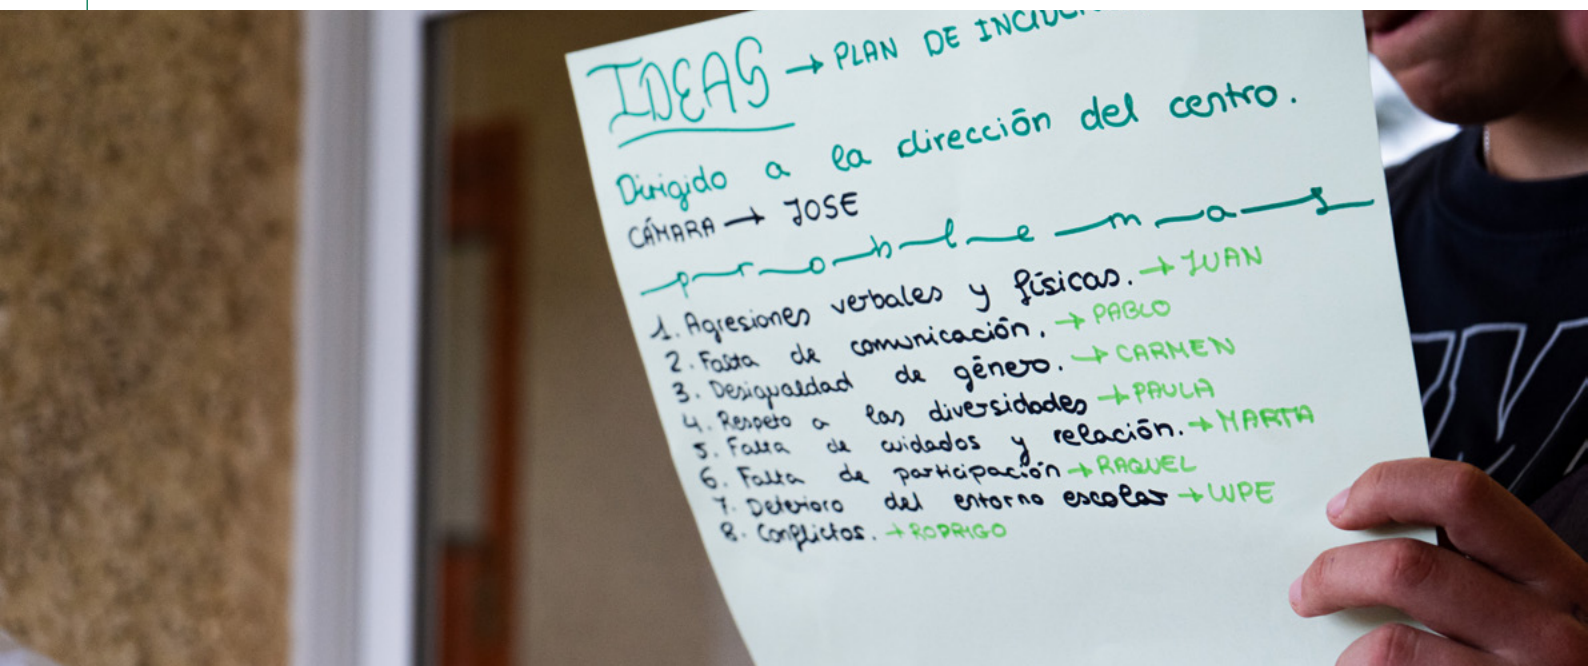 IDEAS → PLAN DE
Dirigido a la dirección del centro.
CÁMARA → JOSE
problemas
1. Agresiones verbales y físicas. → JUAN
2. Falta de comunicación. → PABLO
3. Desigualdad de género. → CARMEN
4. Respeto a las diversidades → PAULA
5. Falta de cuidados y relación. → MARTA
6. Falta de participación → RAQUEL
7. Deterioro del entorno escolar → LUPE
8. Conflictos. → RODRIGO